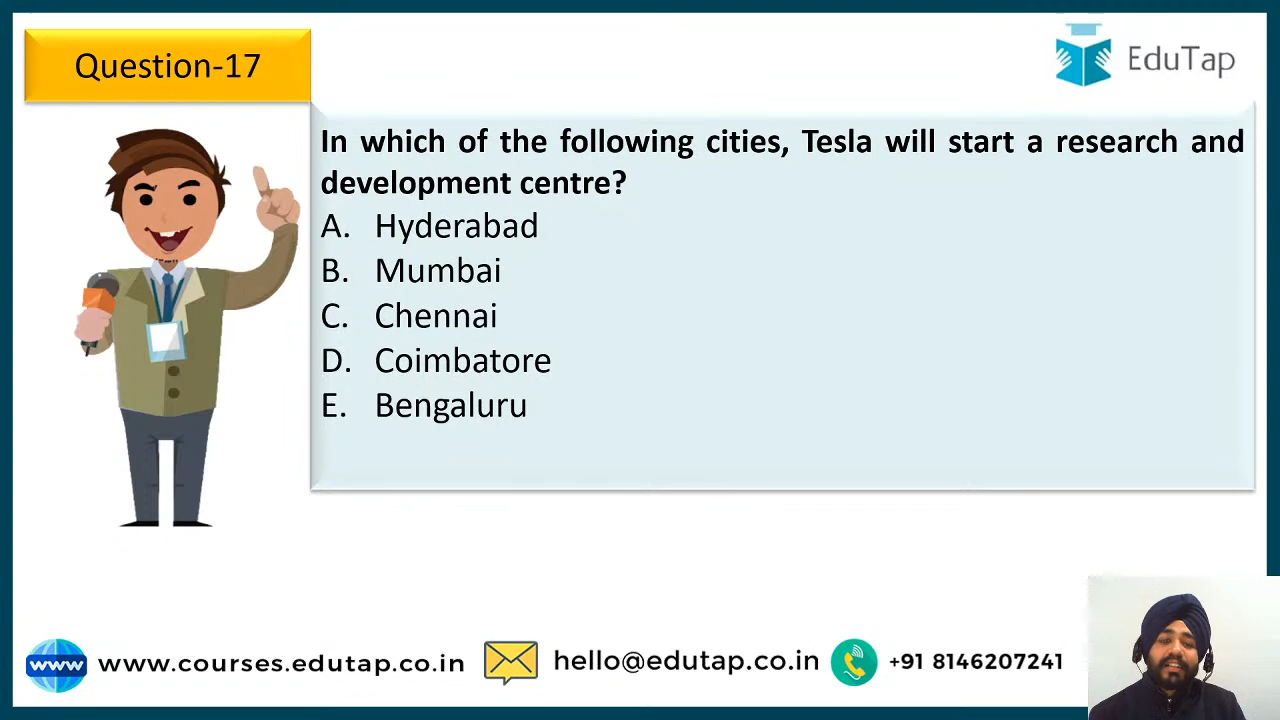 Question-17
EduTap
In which of the following cities, Tesla will start a research and
development centre?
A. Hyderabad
B. Mumbai
C. Chennai
D. Coimbatore
E. Bengaluru
www
www.courses.edutap.co.in
hello@edutap.co.in
+91 8146207241